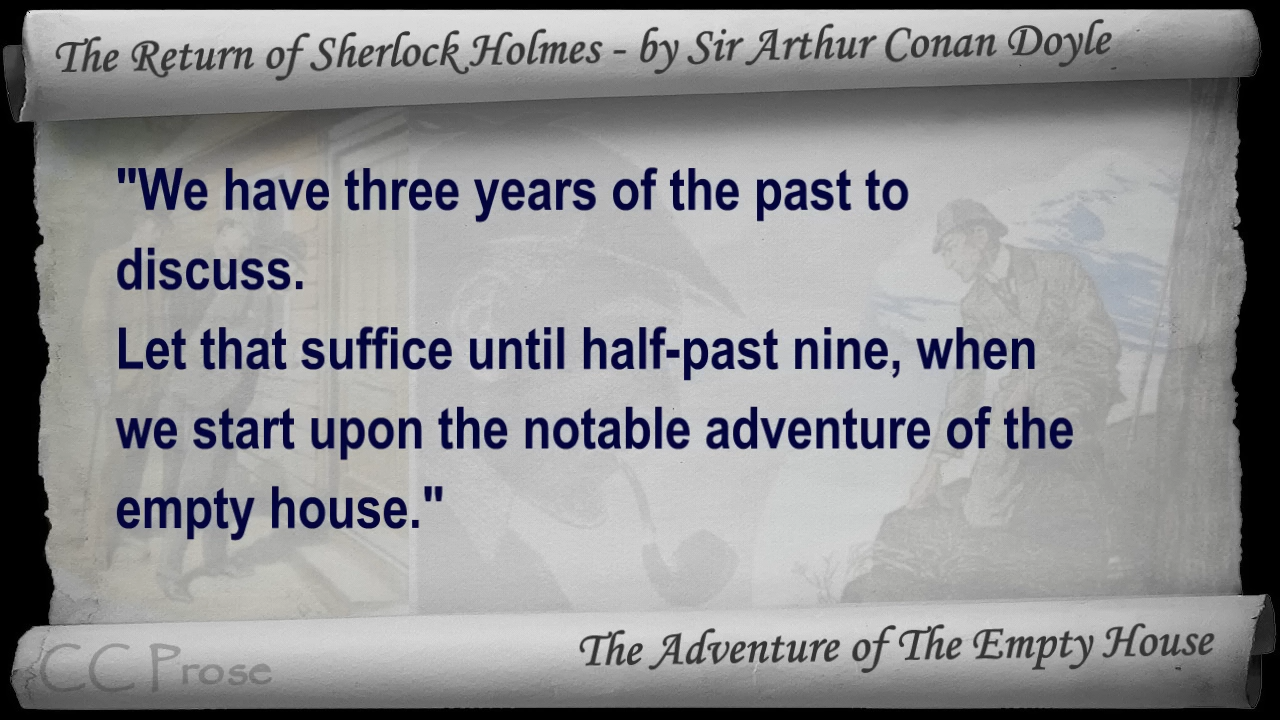 The Return of Sherlock Holmes - by Sir Arthur Conan Doyle
"We have three years of the past to
discuss.
Let that suffice until half-past nine, when
we start upon the notable adventure of the
empty house."
The Adventure of The Empty House
CC Prose